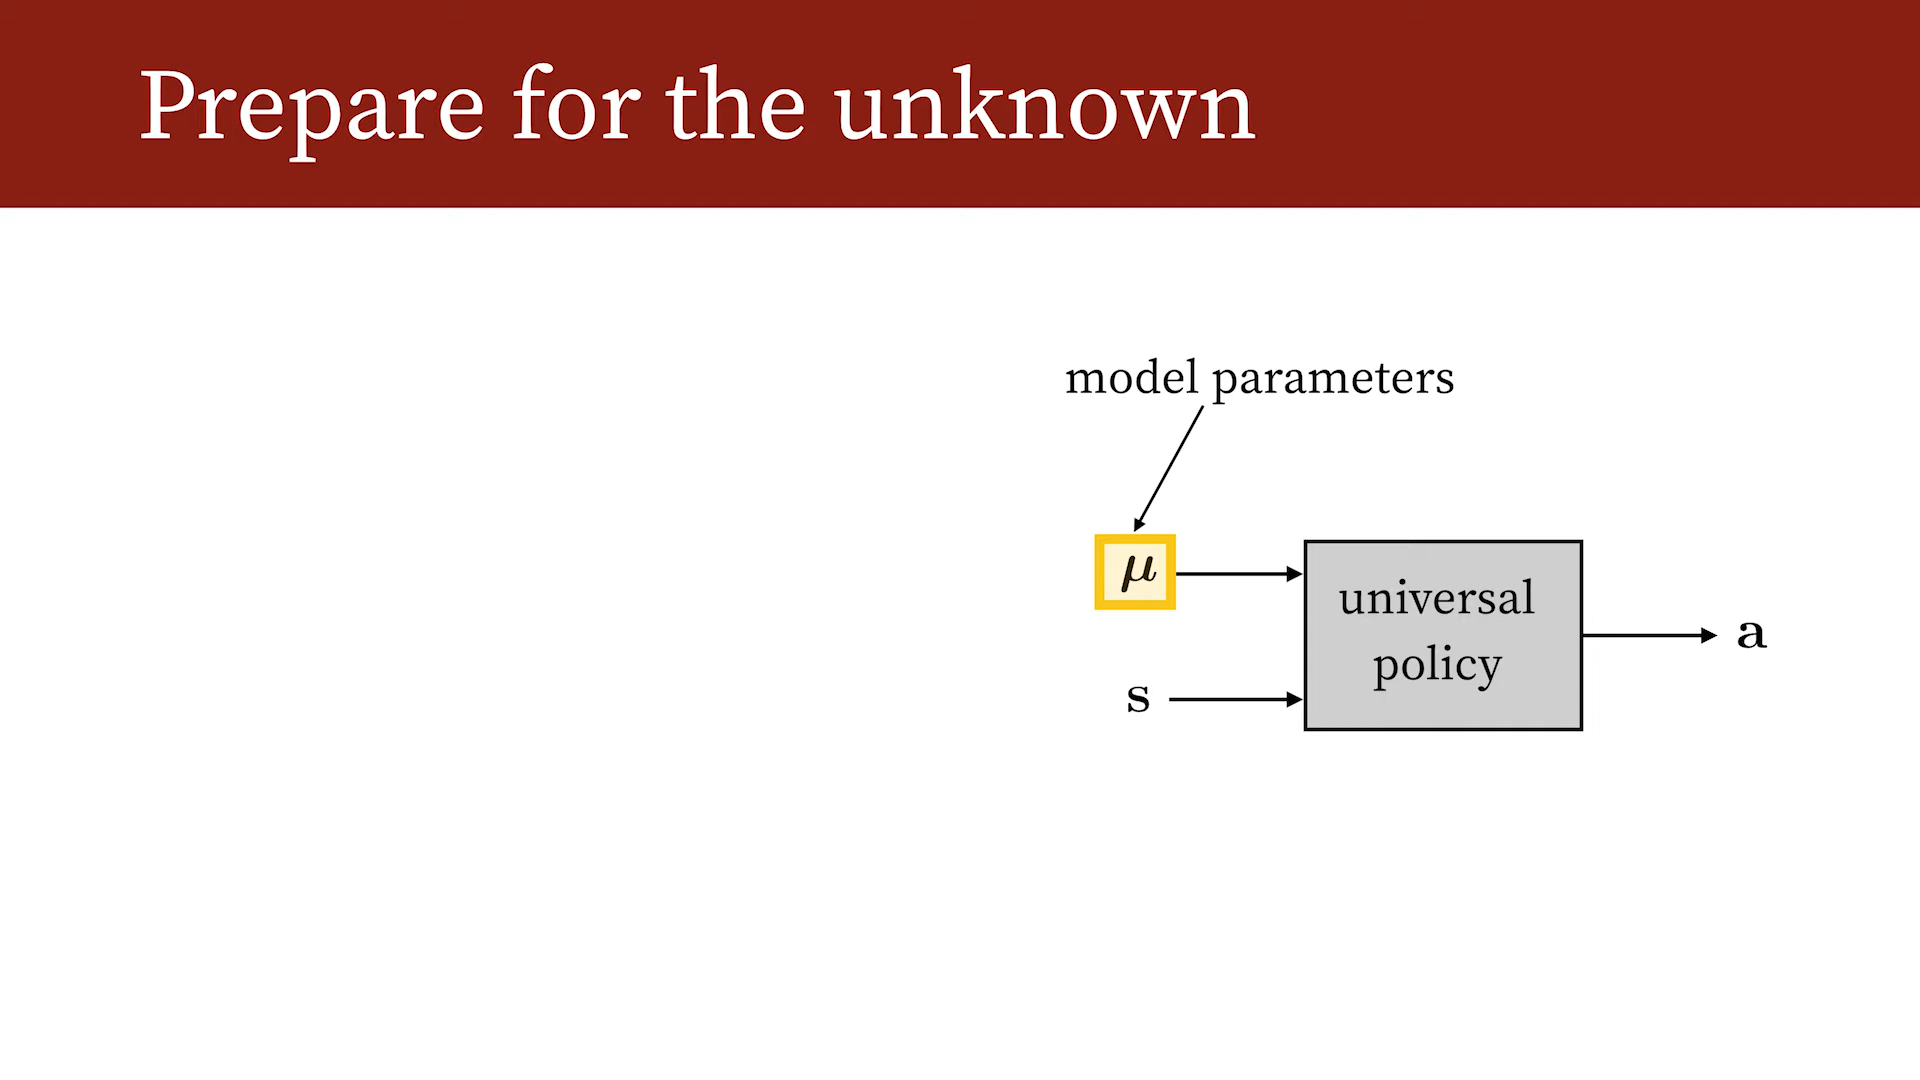 Prepare for the unknown
model parameters
μ
universal
policy
a
s